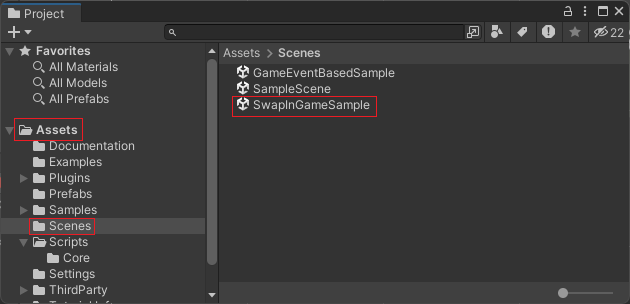 Project
22
Favorites
All Materials
All Models
All Prefabs
Assets
Documentation
Examples
Plugins
Prefabs
Samples
Scenes
Scripts
Core
Settings
ThirdParty
Assets > Scenes
GameEventBasedSample
SampleScene
SwapInGameSample